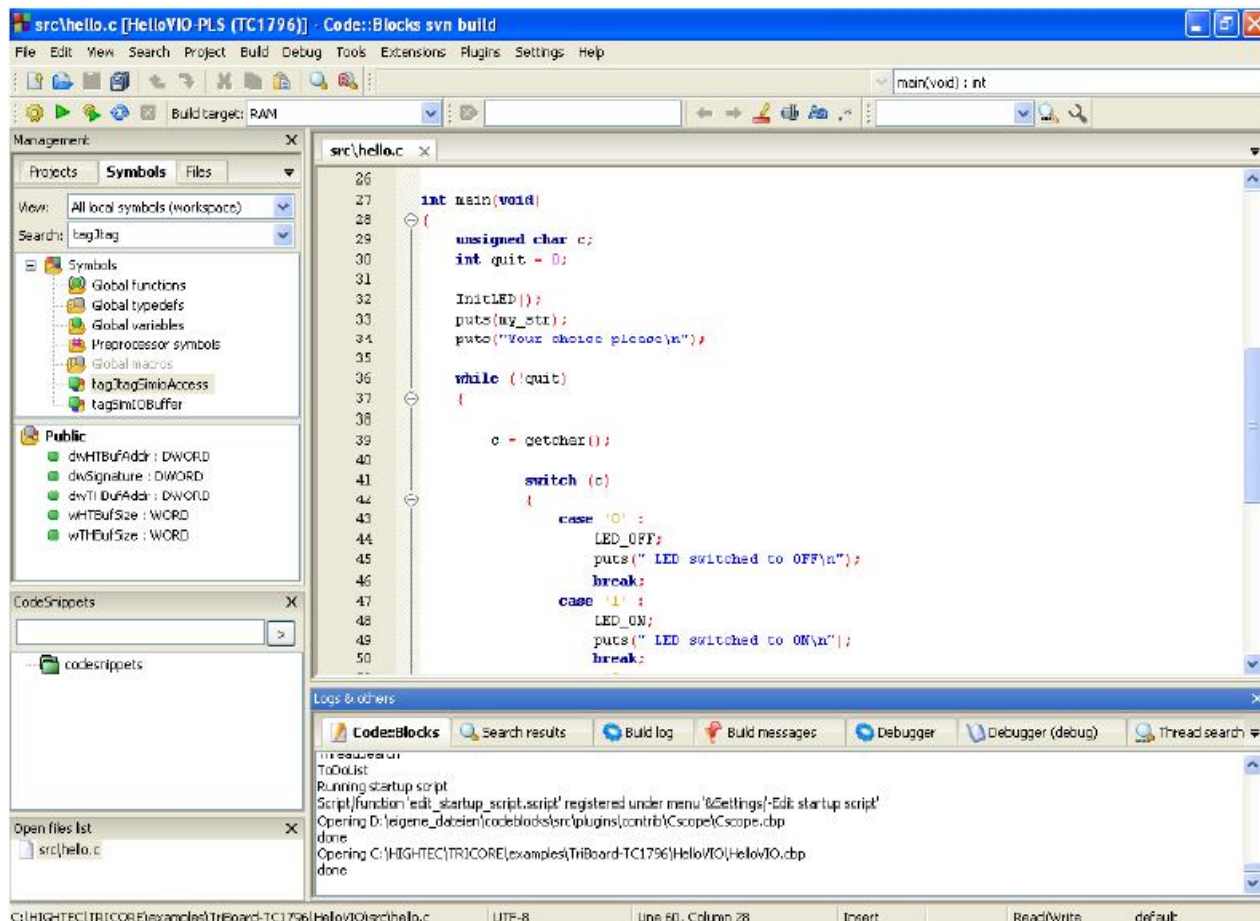 src\hello.c [HelloVIO-PLS (TC1796)] - Code::Blocks svn build
File Edit View Search Project Build Debug Tools Extensions Plugins Settings Help
main(void) : int
Build target: RAM
Management
Projects Symbols Files
View: All local symbols (workspace)
Search: tagJtag
Symbols
Global functions
Global typedefs
Global variables
Preprocessor symbols
Global macros
tagJtagSimioAccess
tagSimIOBuffer
Public
dwHTBufAddr : DWORD
dwSignature : DWORD
dwTHBufAddr : DWORD
wHTBufSize : WORD
wTHBufSize : WORD
CodeSnippets
>
codesnippets
Open files list
src\hello.c
src\hello.c
26
27 int main(void)
28 {
29 unsigned char c;
30 int quit = 0;
31
32 InitLED();
33 puts(my_str);
34 puts("Your choice please\n");
35
36 while (!quit)
37 {
38
39 c = getchar();
40
41 switch (c)
42 {
43 case '0' :
44 LED_OFF;
45 puts(" LED switched to OFF\n");
46 break;
47 case '1' :
48 LED_ON;
49 puts(" LED switched to ON\n");
50 break;
Logs & others
Code::Blocks Search results Build log Build messages Debugger Debugger (debug) Thread search
ThreadSearch
ToDoList
Running startup script
Script/function 'edit_startup_script.script' registered under menu '&Settings/-Edit startup script'
Opening D:\eigene_dateien\codeblocks\src\plugins\contrib\Cscope\Cscope.cbp
done
Opening C:\HIGHTEC\TRICORE\examples\TriBoard-TC1796\HelloVIO\HelloVIO.cbp
done
C:\HIGHTEC\TRICORE\examples\TriBoard-TC1796\HelloVIO\src\hello.c UTF-8 Line 60, Column 28 Insert Read/Write default